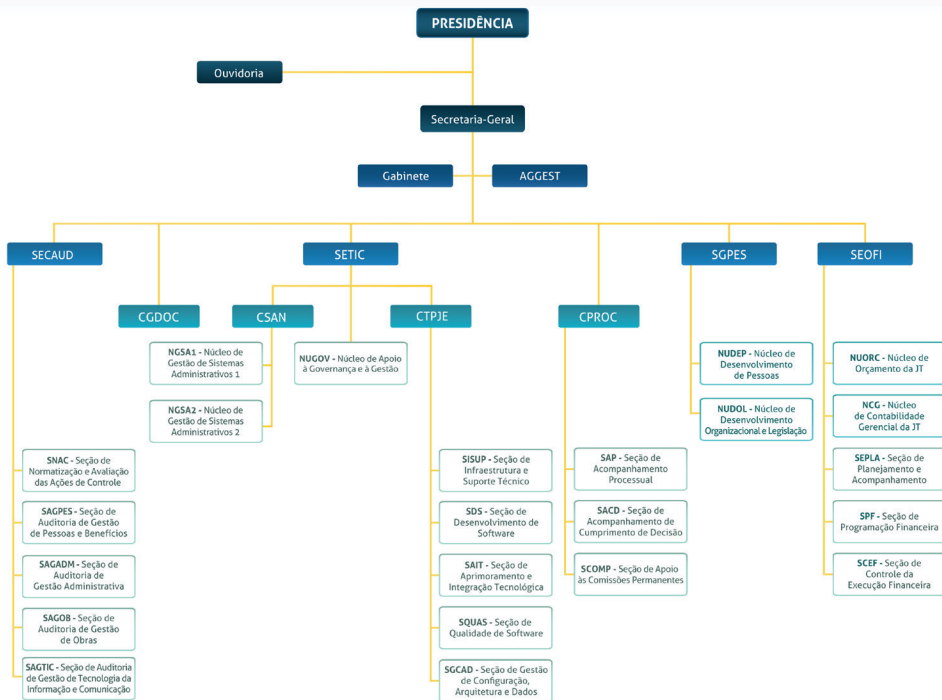 PRESIDÊNCIA
Ouvidoria
Secretaria-Geral
Gabinete
AGGEST
SECAUD
SETIC
SGPES
SEOFI
CGDOC
CSAN
CTPJE
CPROC
NGSA1 - Núcleo de
Gestão de Sistemas
Administrativos 1
NGSA2 - Núcleo de
Gestão de Sistemas
Administrativos 2
NUGOV - Núcleo de Apoio
à Governança e à Gestão
NUDEP - Núcleo de
Desenvolvimento
de Pessoas
NUDOL - Núcleo de
Desenvolvimento
Organizacional e Legislação
NUORC - Núcleo de
Orçamento da JT
NCG - Núcleo
de Contabilidade
Gerencial da JT
SEPLA - Seção de
Planejamento e
Acompanhamento
SPF - Seção de
Programação Financeira
SCEF - Seção de
Controle da
Execução Financeira
SNAC - Seção de
Normatização e Avaliação
das Ações de Controle
SAGPES - Seção de
Auditoria de Gestão
de Pessoas e Benefícios
SAGADM - Seção de
Auditoria de
Gestão Administrativa
SAGOB - Seção de
Auditoria de Gestão
de Obras
SAGTIC - Seção de Auditoria
de Gestão de Tecnologia da
Informação e Comunicação
SISUP - Seção de
Infraestrutura e
Suporte Técnico
SDS - Seção de
Desenvolvimento de
Software
SAIT - Seção de
Aprimoramento e
Integração Tecnológica
SQUAS - Seção de
Qualidade de Software
SGCAD - Seção de Gestão
de Configuração,
Arquitetura e Dados
SAP - Seção de
Acompanhamento
Processual
SACD - Seção de
Acompanhamento de
Cumprimento de Decisão
SCOMP - Seção de Apoio
às Comissões Permanentes